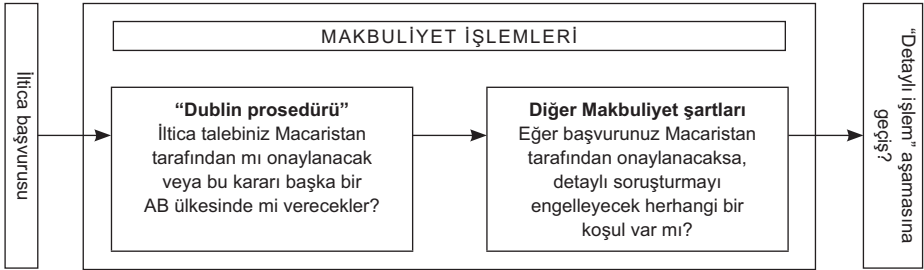 İltica başvurusu
MAKBULİYET İŞLEMLERİ
“Dublin prosedürü”
İltica talebiniz Macaristan
tarafından mı onaylanacak
veya bu kararı başka bir
AB ülkesinde mi verecekler?
Diğer Makbuliyet şartları
Eğer başvurunuz Macaristan
tarafından onaylanacaksa,
detaylı soruşturmayı
engelleyecek herhangi bir
koşul var mı?
“Detaylı işlem” aşamasına
geçiş?